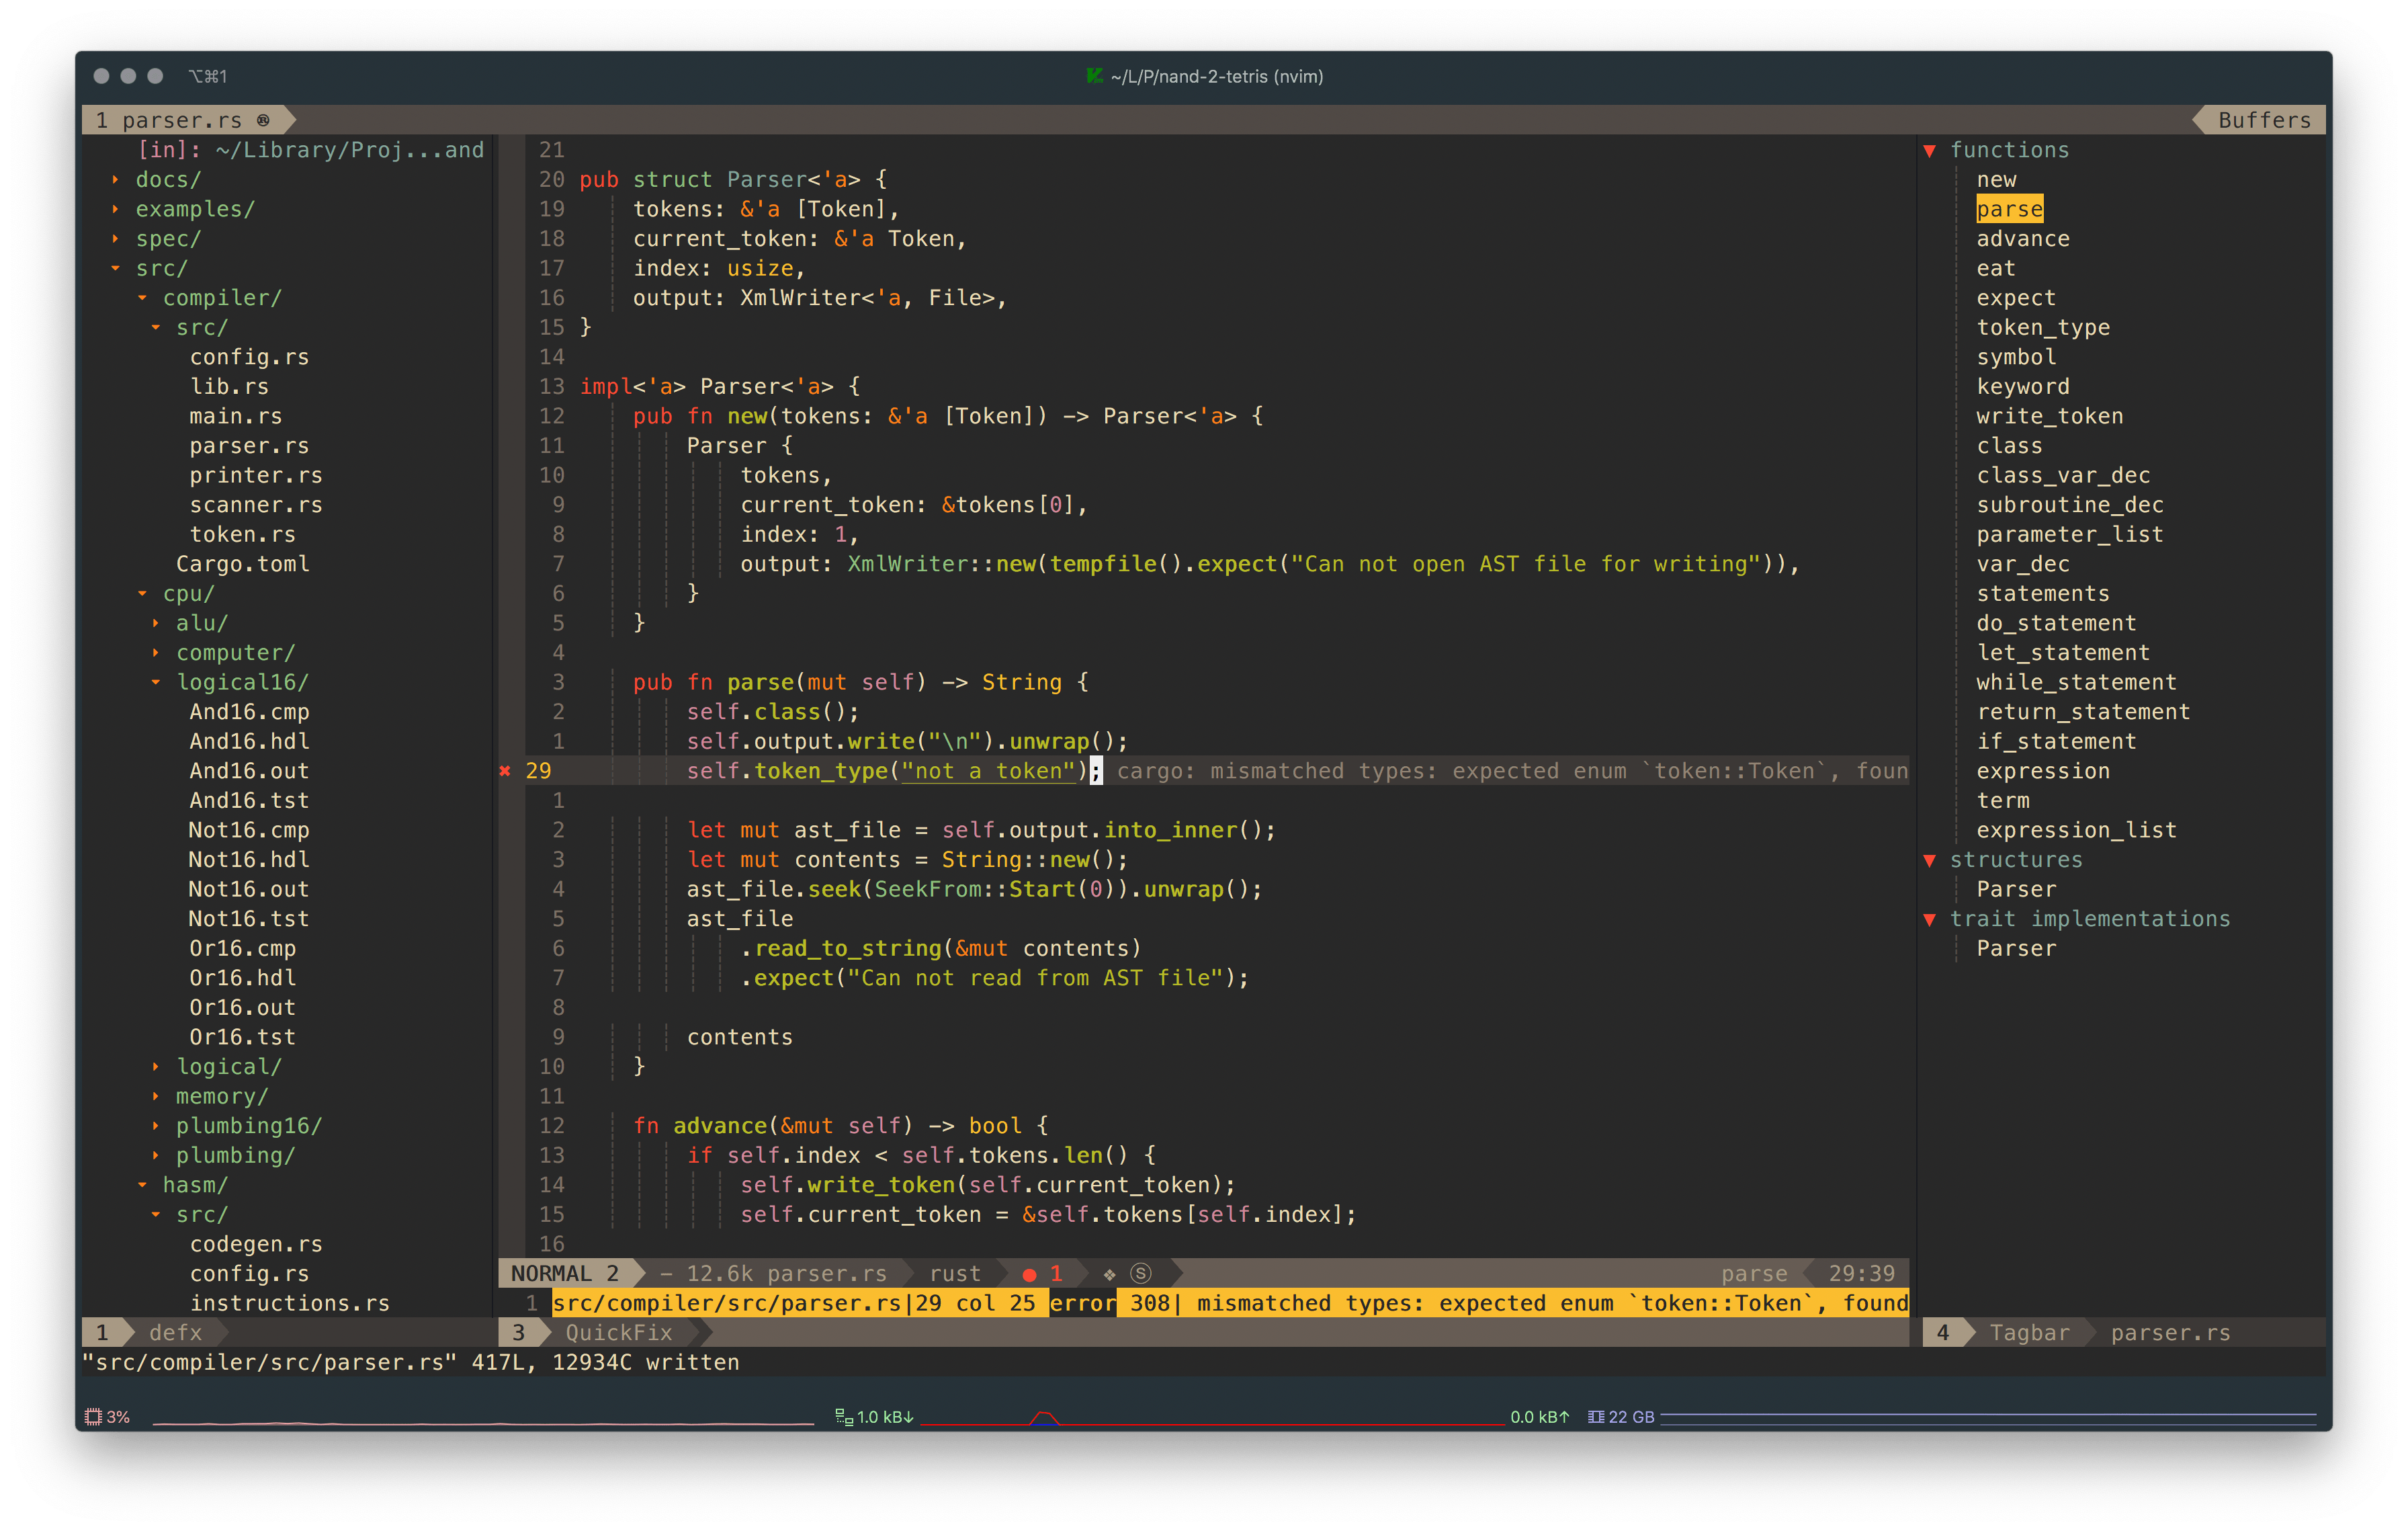 ⌥⌘1
~/L/P/nand-2-tetris (nvim)
1 parser.rs ®
Buffers
[in]: ~/Library/Proj...and
docs/
examples/
spec/
src/
compiler/
src/
config.rs
lib.rs
main.rs
parser.rs
printer.rs
scanner.rs
token.rs
Cargo.toml
cpu/
alu/
computer/
logical16/
And16.cmp
And16.hdl
And16.out
And16.tst
Not16.cmp
Not16.hdl
Not16.out
Not16.tst
Or16.cmp
Or16.hdl
Or16.out
Or16.tst
logical/
memory/
plumbing16/
plumbing/
hasm/
src/
codegen.rs
config.rs
instructions.rs
1 defx
21
20 pub struct Parser<'a> {
19     tokens: &'a [Token],
18     current_token: &'a Token,
17     index: usize,
16     output: XmlWriter<'a, File>,
15 }
14
13 impl<'a> Parser<'a> {
12     pub fn new(tokens: &'a [Token]) -> Parser<'a> {
11         Parser {
10             tokens,
9             current_token: &tokens[0],
8             index: 1,
7             output: XmlWriter::new(tempfile().expect("Can not open AST file for writing")),
6         }
5     }
4
3     pub fn parse(mut self) -> String {
2         self.class();
1         self.output.write("\n").unwrap();
✖ 29         self.token_type("not a token"); cargo: mismatched types: expected enum `token::Token`, foun
1
2         let mut ast_file = self.output.into_inner();
3         let mut contents = String::new();
4         ast_file.seek(SeekFrom::Start(0)).unwrap();
5         ast_file
6             .read_to_string(&mut contents)
7             .expect("Can not read from AST file");
8
9         contents
10     }
11
12     fn advance(&mut self) -> bool {
13         if self.index < self.tokens.len() {
14             self.write_token(self.current_token);
15             self.current_token = &self.tokens[self.index];
16
NORMAL 2 − 12.6k parser.rs rust ● 1 ❖ Ⓢ parse 29:39
1 src/compiler/src/parser.rs|29 col 25 error 308| mismatched types: expected enum `token::Token`, found
3 QuickFix
▼ functions
new
parse
advance
eat
expect
token_type
symbol
keyword
write_token
class
class_var_dec
subroutine_dec
parameter_list
var_dec
statements
do_statement
let_statement
while_statement
return_statement
if_statement
expression
term
expression_list
▼ structures
Parser
▼ trait implementations
Parser
4 Tagbar parser.rs
"src/compiler/src/parser.rs" 417L, 12934C written
3% 1.0 kB↓ 0.0 kB↑ 22 GB